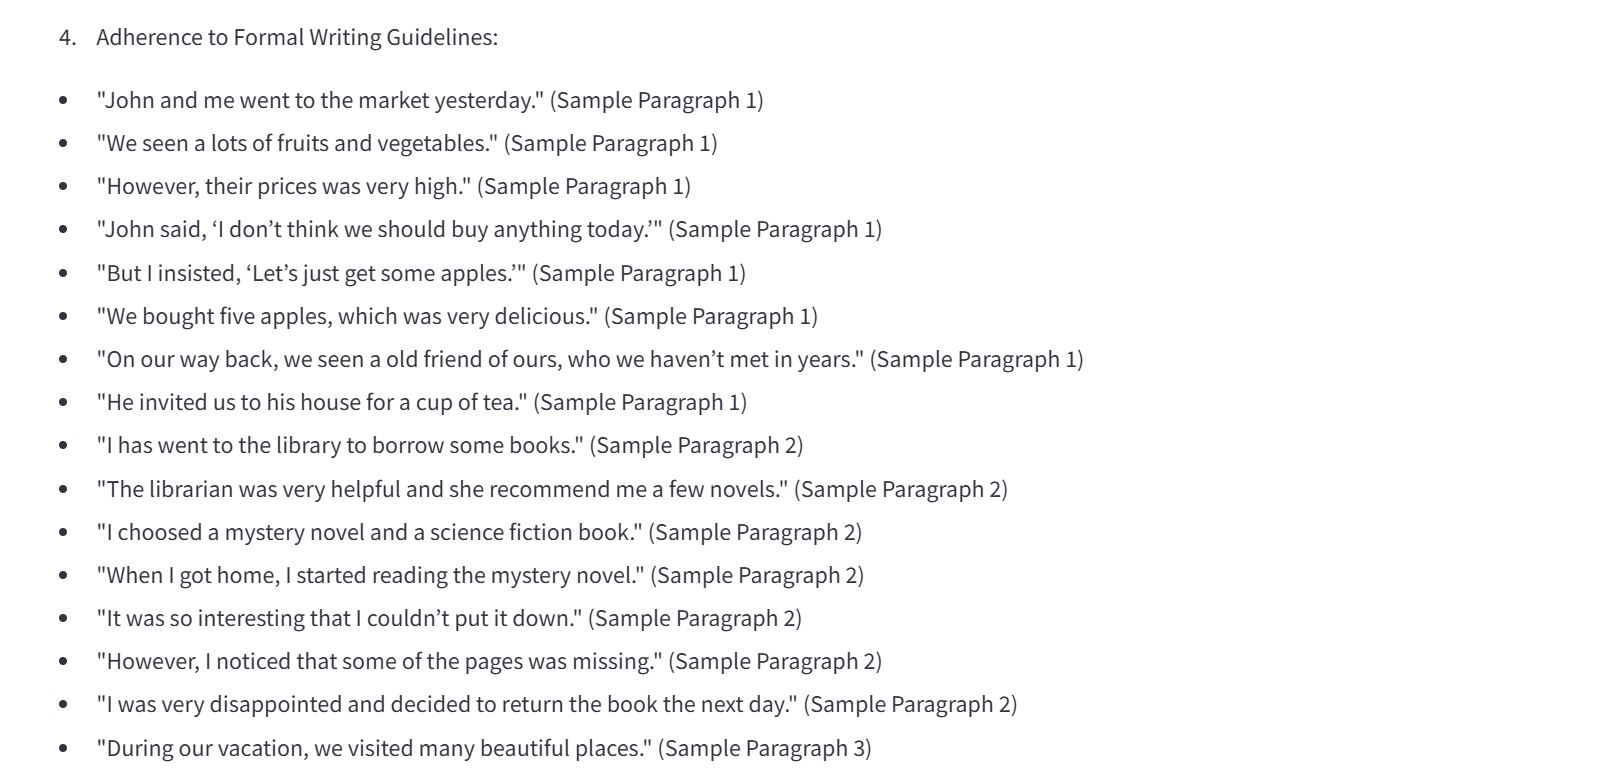 4. Adherence to Formal Writing Guidelines:
• "John and me went to the market yesterday." (Sample Paragraph 1)
• "We seen a lots of fruits and vegetables." (Sample Paragraph 1)
• "However, their prices was very high." (Sample Paragraph 1)
• "John said, ‘I don’t think we should buy anything today.’" (Sample Paragraph 1)
• "But I insisted, ‘Let’s just get some apples.’" (Sample Paragraph 1)
• "We bought five apples, which was very delicious." (Sample Paragraph 1)
• "On our way back, we seen a old friend of ours, who we haven’t met in years." (Sample Paragraph 1)
• "He invited us to his house for a cup of tea." (Sample Paragraph 1)
• "I has went to the library to borrow some books." (Sample Paragraph 2)
• "The librarian was very helpful and she recommend me a few novels." (Sample Paragraph 2)
• "I choosed a mystery novel and a science fiction book." (Sample Paragraph 2)
• "When I got home, I started reading the mystery novel." (Sample Paragraph 2)
• "It was so interesting that I couldn’t put it down." (Sample Paragraph 2)
• "However, I noticed that some of the pages was missing." (Sample Paragraph 2)
• "I was very disappointed and decided to return the book the next day." (Sample Paragraph 2)
• "During our vacation, we visited many beautiful places." (Sample Paragraph 3)